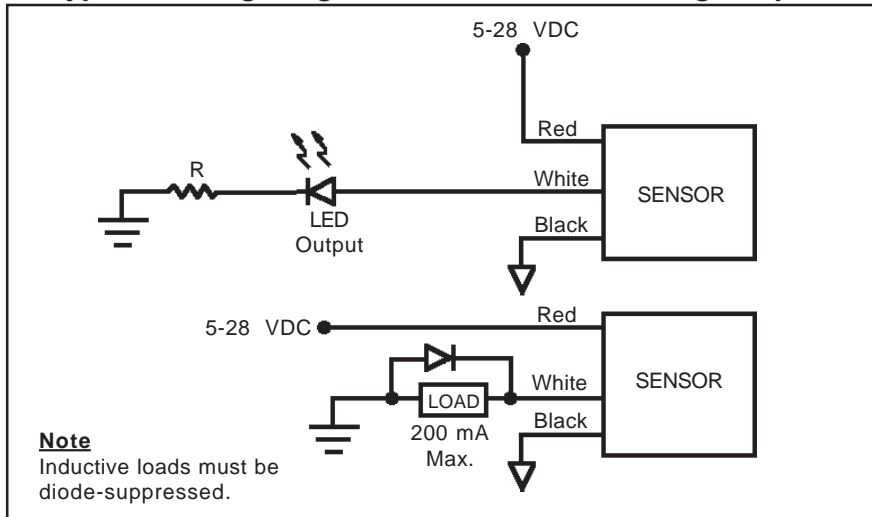 5-28 VDC
Red
R
White
SENSOR
LED
Output
Black
5-28 VDC
Red
White
SENSOR
LOAD
Black
200 mA
Max.
Note
Inductive loads must be
diode-suppressed.